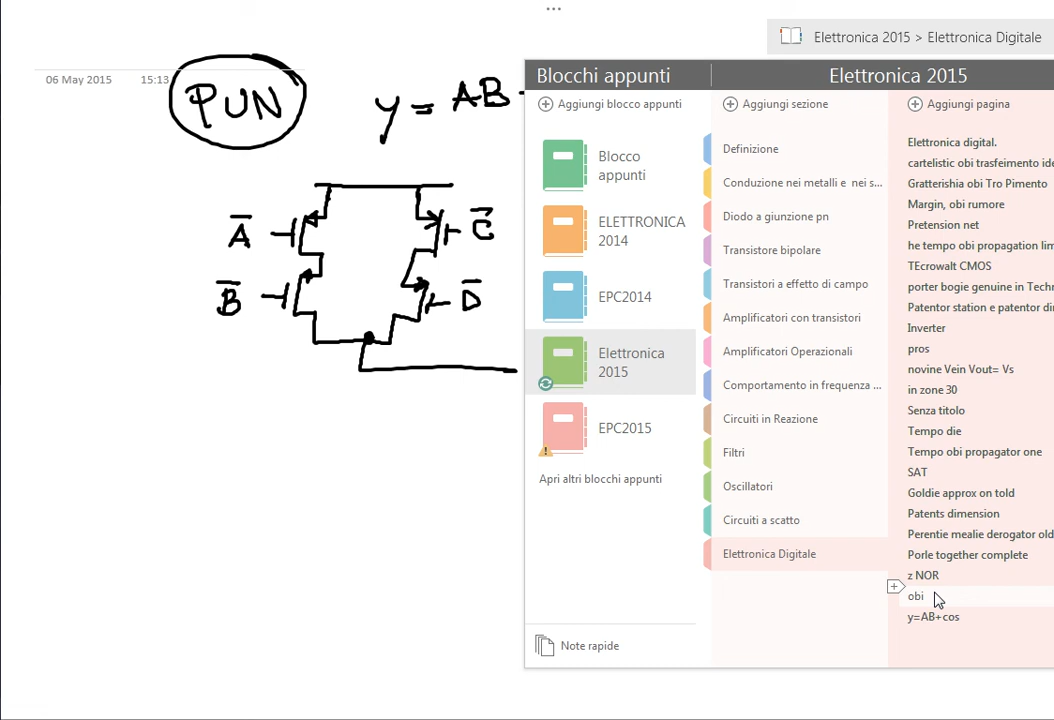 Elettronica 2015 > Elettronica Digitale
Blocchi appunti
Elettronica 2015
06 May 2015 15:13
PUN
y = AB
A̅
B̅
C̅
D̅
Aggiungi blocco appunti
Blocco appunti
ELETTRONICA 2014
EPC2014
Elettronica 2015
EPC2015
Apri altri blocchi appunti
Note rapide
Aggiungi sezione
Definizione
Conduzione nei metalli e nei s...
Diodo a giunzione pn
Transistore bipolare
Transistori a effetto di campo
Amplificatori con transistori
Amplificatori Operazionali
Comportamento in frequenza ...
Circuiti in Reazione
Filtri
Oscillatori
Circuiti a scatto
Elettronica Digitale
Aggiungi pagina
Elettronica digital.
cartelistic obi trasfeimento ide
Gratterishia obi Tro Pimento
Margin, obi rumore
Pretension net
he tempo obi propagation lim
TEcrowalt CMOS
porter bogie genuine in Techn
Patentor station e patentor di
Inverter
pros
novine Vein Vout= Vs
in zone 30
Senza titolo
Tempo die
Tempo obi propagator one
SAT
Goldie approx on told
Patents dimension
Perentie mealie derogator old
Porle together complete
z NOR
obi
y=AB+cos